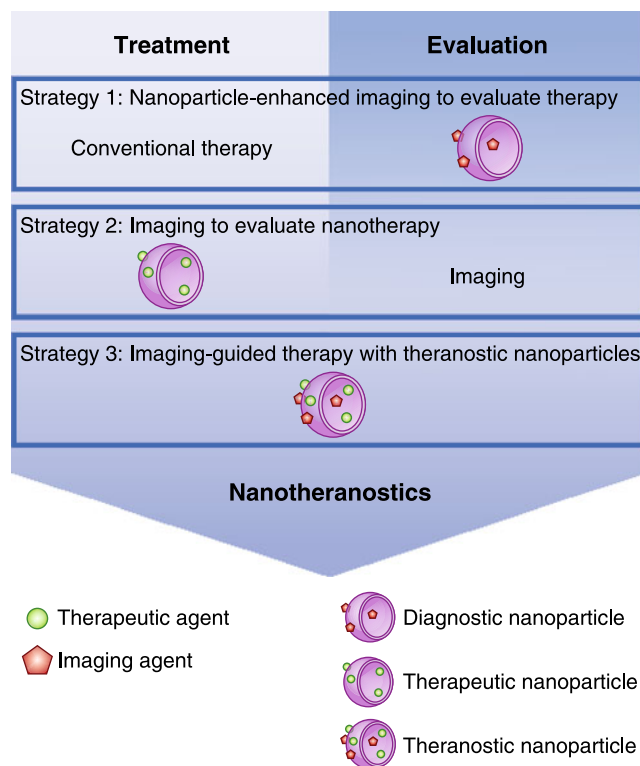 Treatment
Evaluation
Strategy 1: Nanoparticle-enhanced imaging to evaluate therapy
Conventional therapy
Strategy 2: Imaging to evaluate nanotherapy
Imaging
Strategy 3: Imaging-guided therapy with theranostic nanoparticles
Nanotheranostics
Therapeutic agent
Imaging agent
Diagnostic nanoparticle
Therapeutic nanoparticle
Theranostic nanoparticle